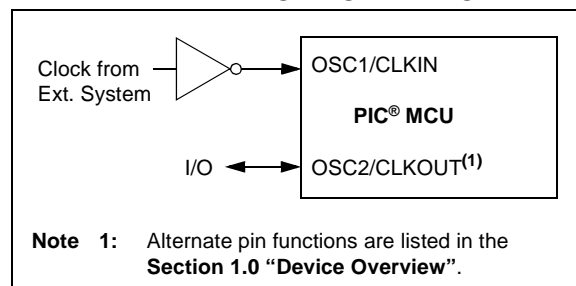 Clock from
Ext. System
OSC1/CLKIN
PIC® MCU
I/O
OSC2/CLKOUT(1)
Note 1: Alternate pin functions are listed in the
Section 1.0 “Device Overview”.